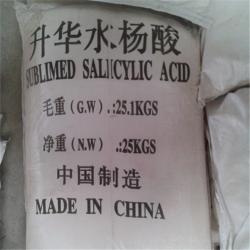 升华水杨酸
SUBLIMED SALICYLIC ACID
毛重(G.W) .:25.1KGS
净重(N.W) .:25KGS
中国制造
MADE IN CHINA